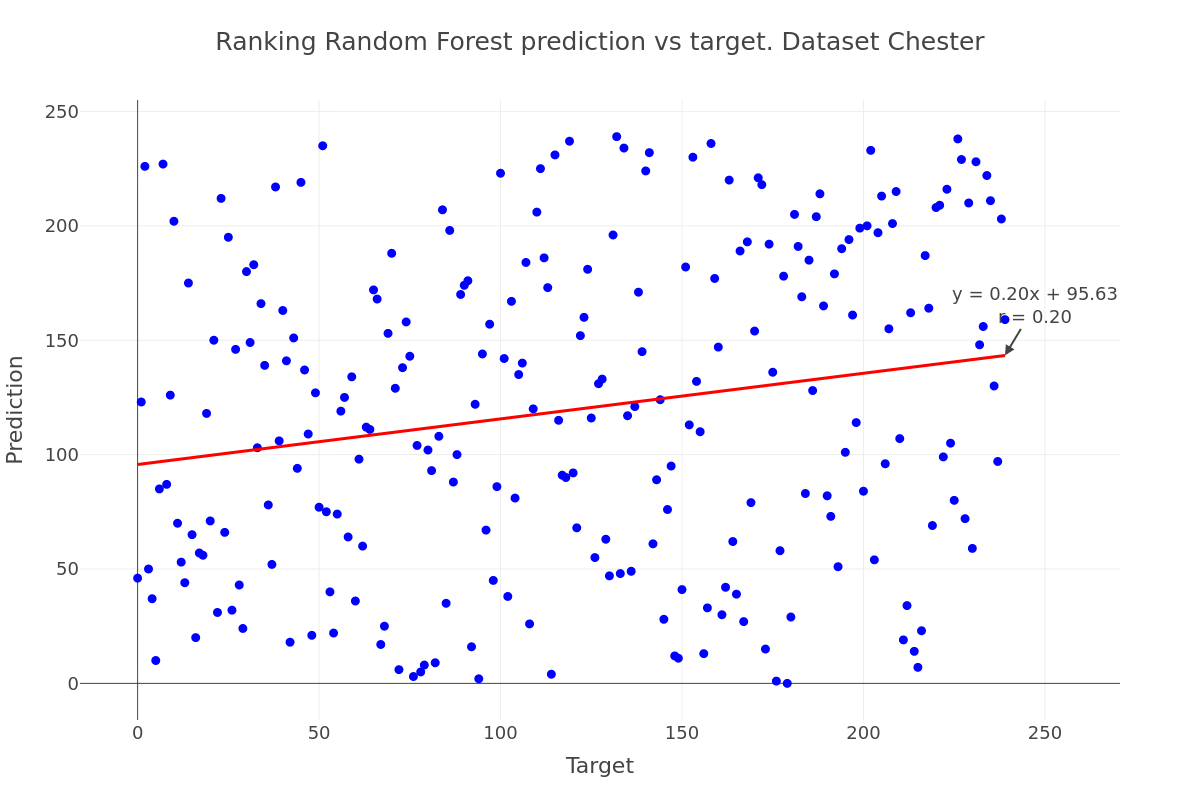 Ranking Random Forest prediction vs target. Dataset Chester
250
200
150
100
50
0
Prediction
y = 0.20x + 95.63
r = 0.20
0 50 100 150 200 250
Target